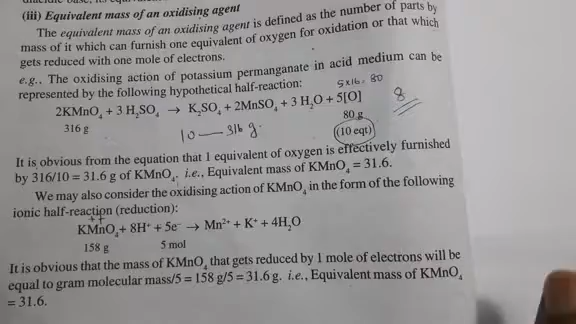 (iii) Equivalent mass of an oxidising agent
The equivalent mass of an oxidising agent is defined as the number of parts by
mass of it which can furnish one equivalent of oxygen for oxidation or that which
gets reduced with one mole of electrons.
e.g., The oxidising action of potassium permanganate in acid medium can be
represented by the following hypothetical half-reaction:
5x16 = 80
2KMnO₄ + 3 H₂SO₄ → K₂SO₄ + 2MnSO₄ + 3 H₂O + 5[O]
8
316 g 80 g
10 — 316 g.
(10 eqt)
It is obvious from the equation that 1 equivalent of oxygen is effectively furnished
by 316/10 = 31.6 g of KMnO₄. i.e., Equivalent mass of KMnO₄ = 31.6.
We may also consider the oxidising action of KMnO₄ in the form of the following
ionic half-reaction (reduction):
KMnO₄ + 8H⁺ + 5e⁻ → Mn²⁺ + K⁺ + 4H₂O
158 g 5 mol
It is obvious that the mass of KMnO₄ that gets reduced by 1 mole of electrons will be
equal to gram molecular mass/5 = 158 g/5 = 31.6 g. i.e., Equivalent mass of KMnO₄
= 31.6.